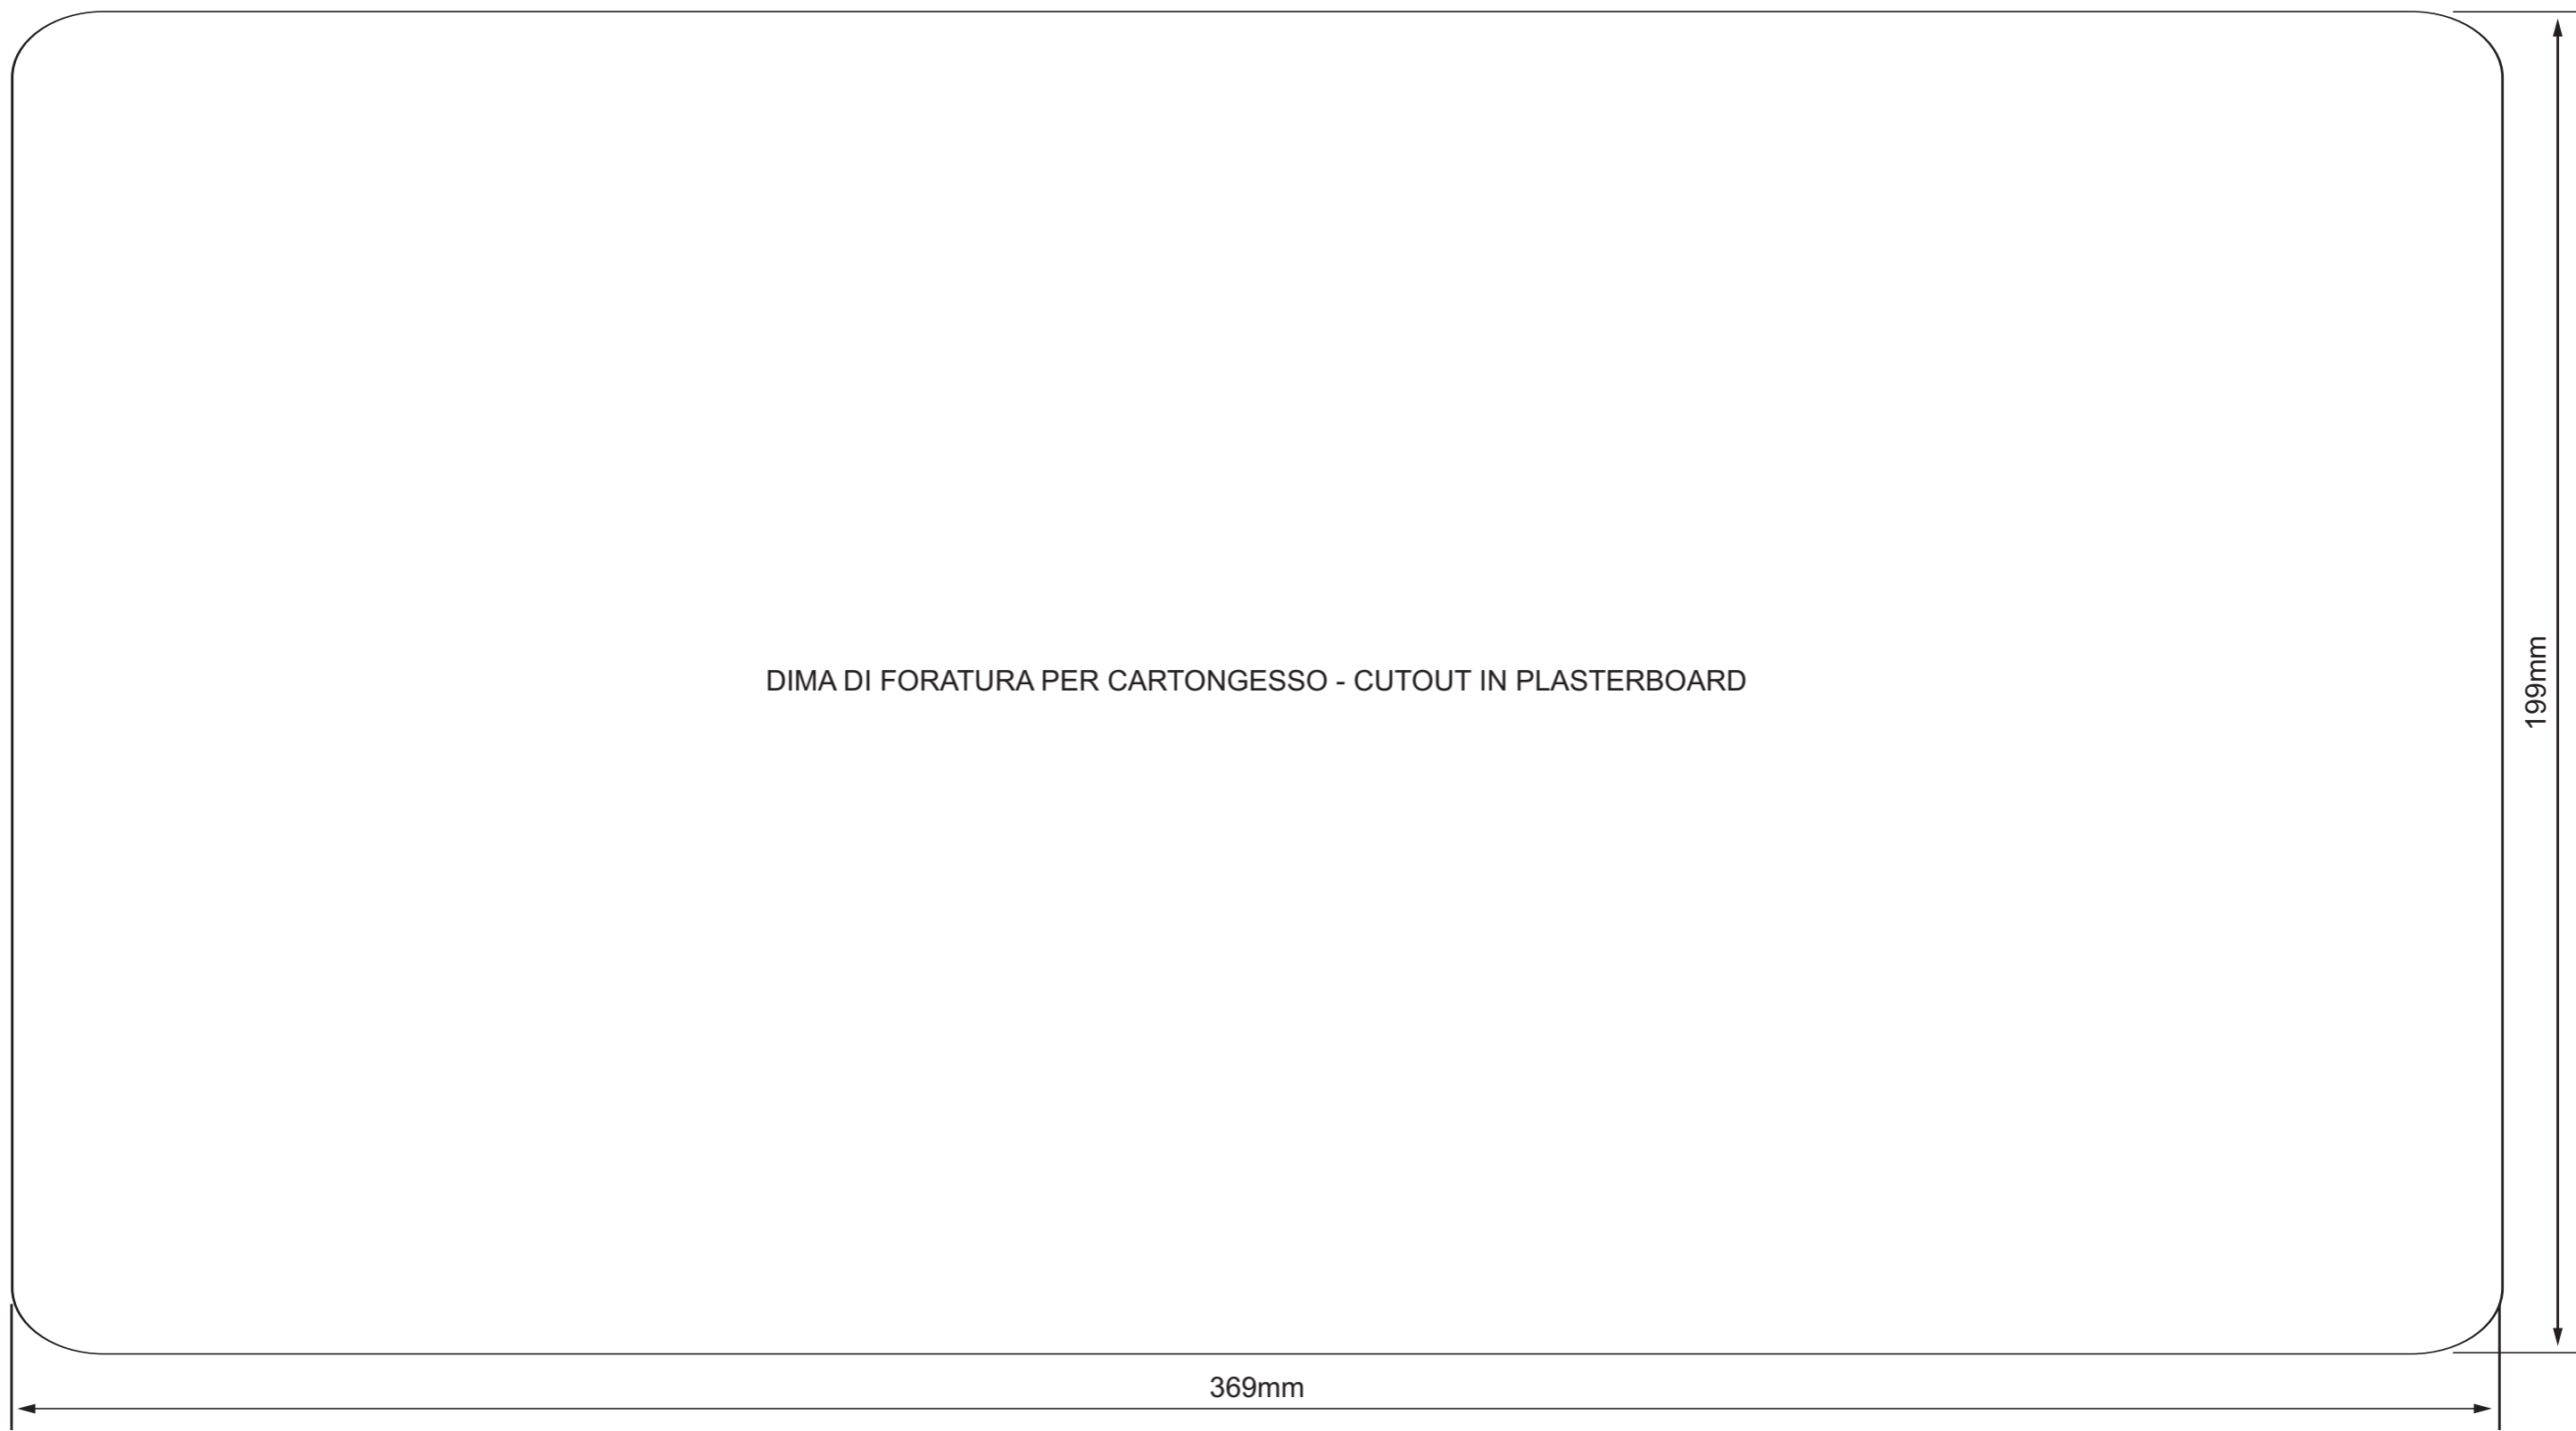 DIMA DI FORATURA PER CARTONGESSO - CUTOUT IN PLASTERBOARD
199mm
369mm